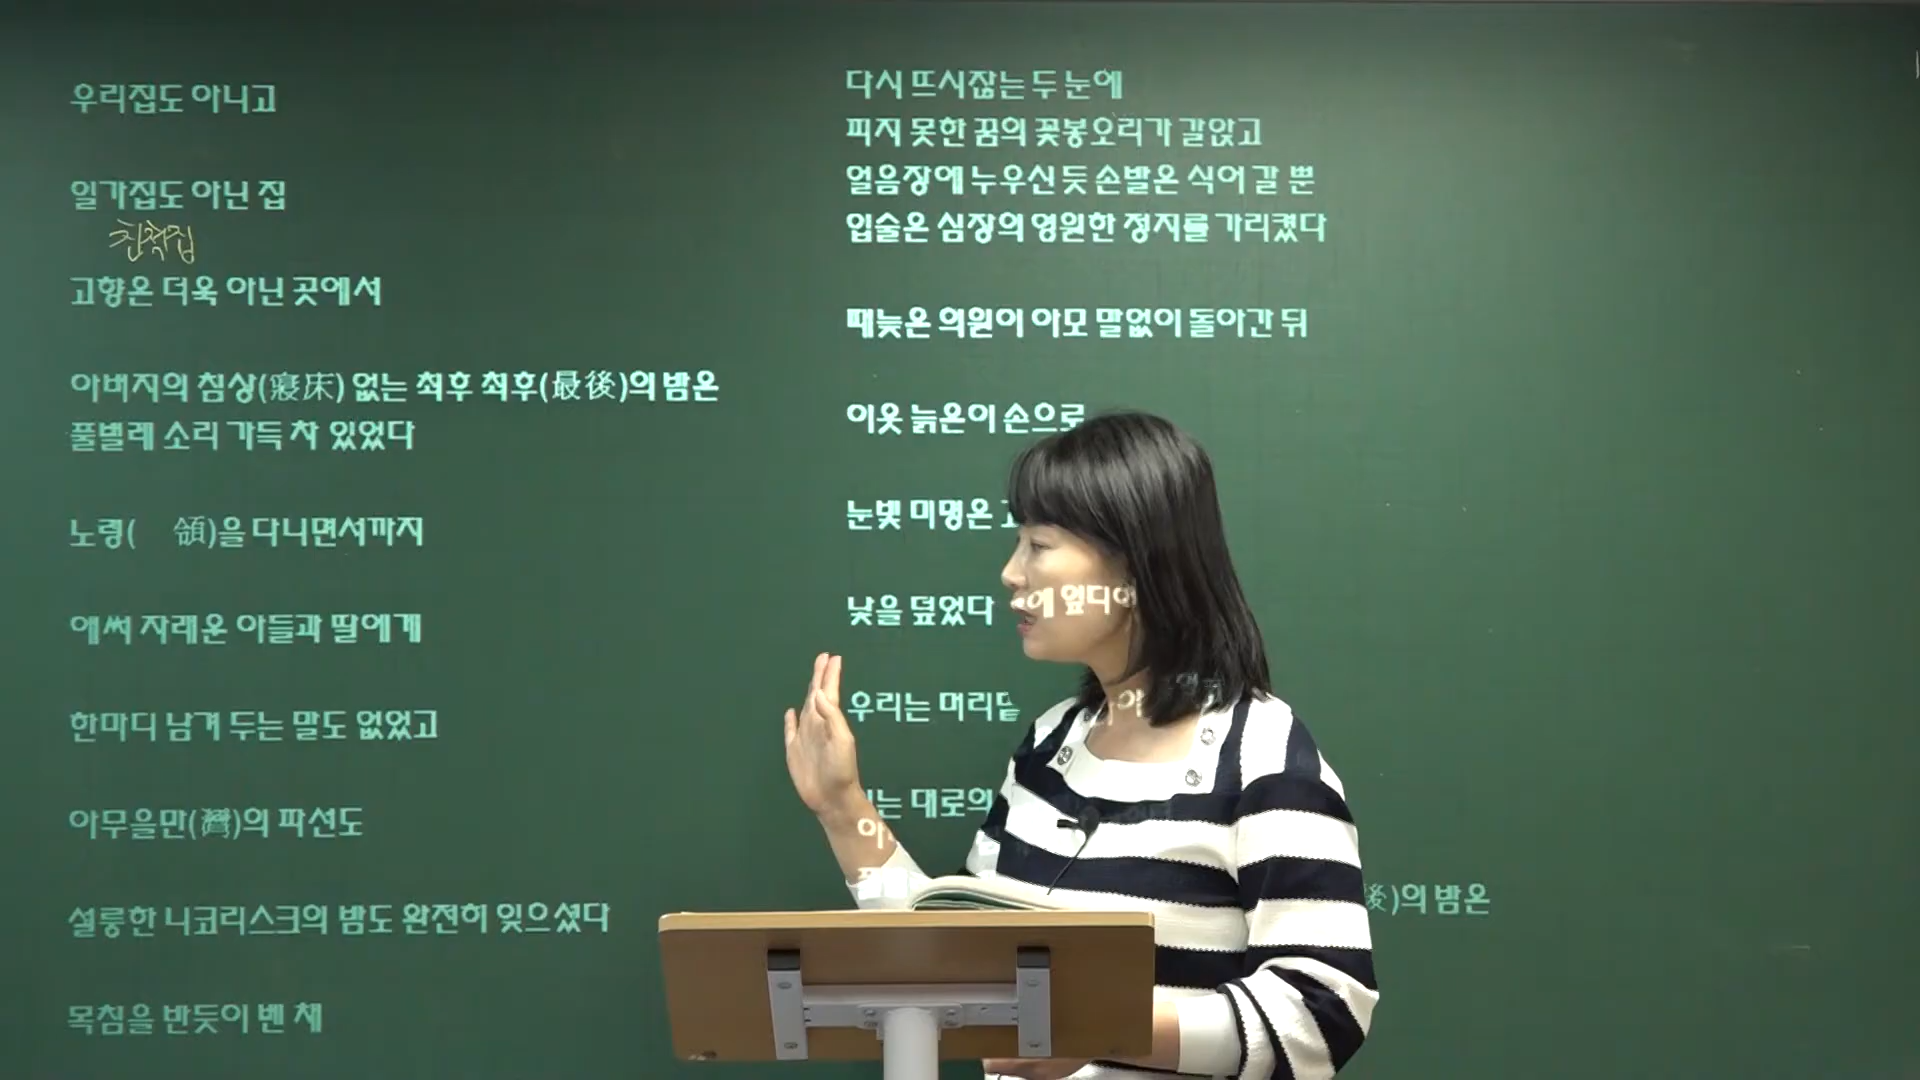 우리집도 아니고
일가집도 아닌 집
친척집
고향은 더욱 아닌 곳에서
아버지의 침상(寢床) 없는 최후 최후(最後)의 밤은
풀벌레 소리 가득 차 있었다
노령( 領)을 다니면서까지
애써 자래운 아들과 딸에게
한마디 남겨 두는 말도 없었고
아무을만(灣)의 파선도
설룽한 니코리스크의 밤도 완전히 잊으셨다
목침을 반듯이 벤 채
다시 뜨시잖는 두 눈에
피지 못한 꿈의 꽃봉오리가 갈앉고
얼음장에 누우신 듯 손발은 식어 갈 뿐
입술은 심장의 영원한 정지를 가리켰다
때늦은 의원이 아모 말없이 돌아간 뒤
이웃 늙은이 손으로
눈빛 미명은
낯을 덮었다
우리는 머리맡 에 엎디어
는 대로의
의 밤은